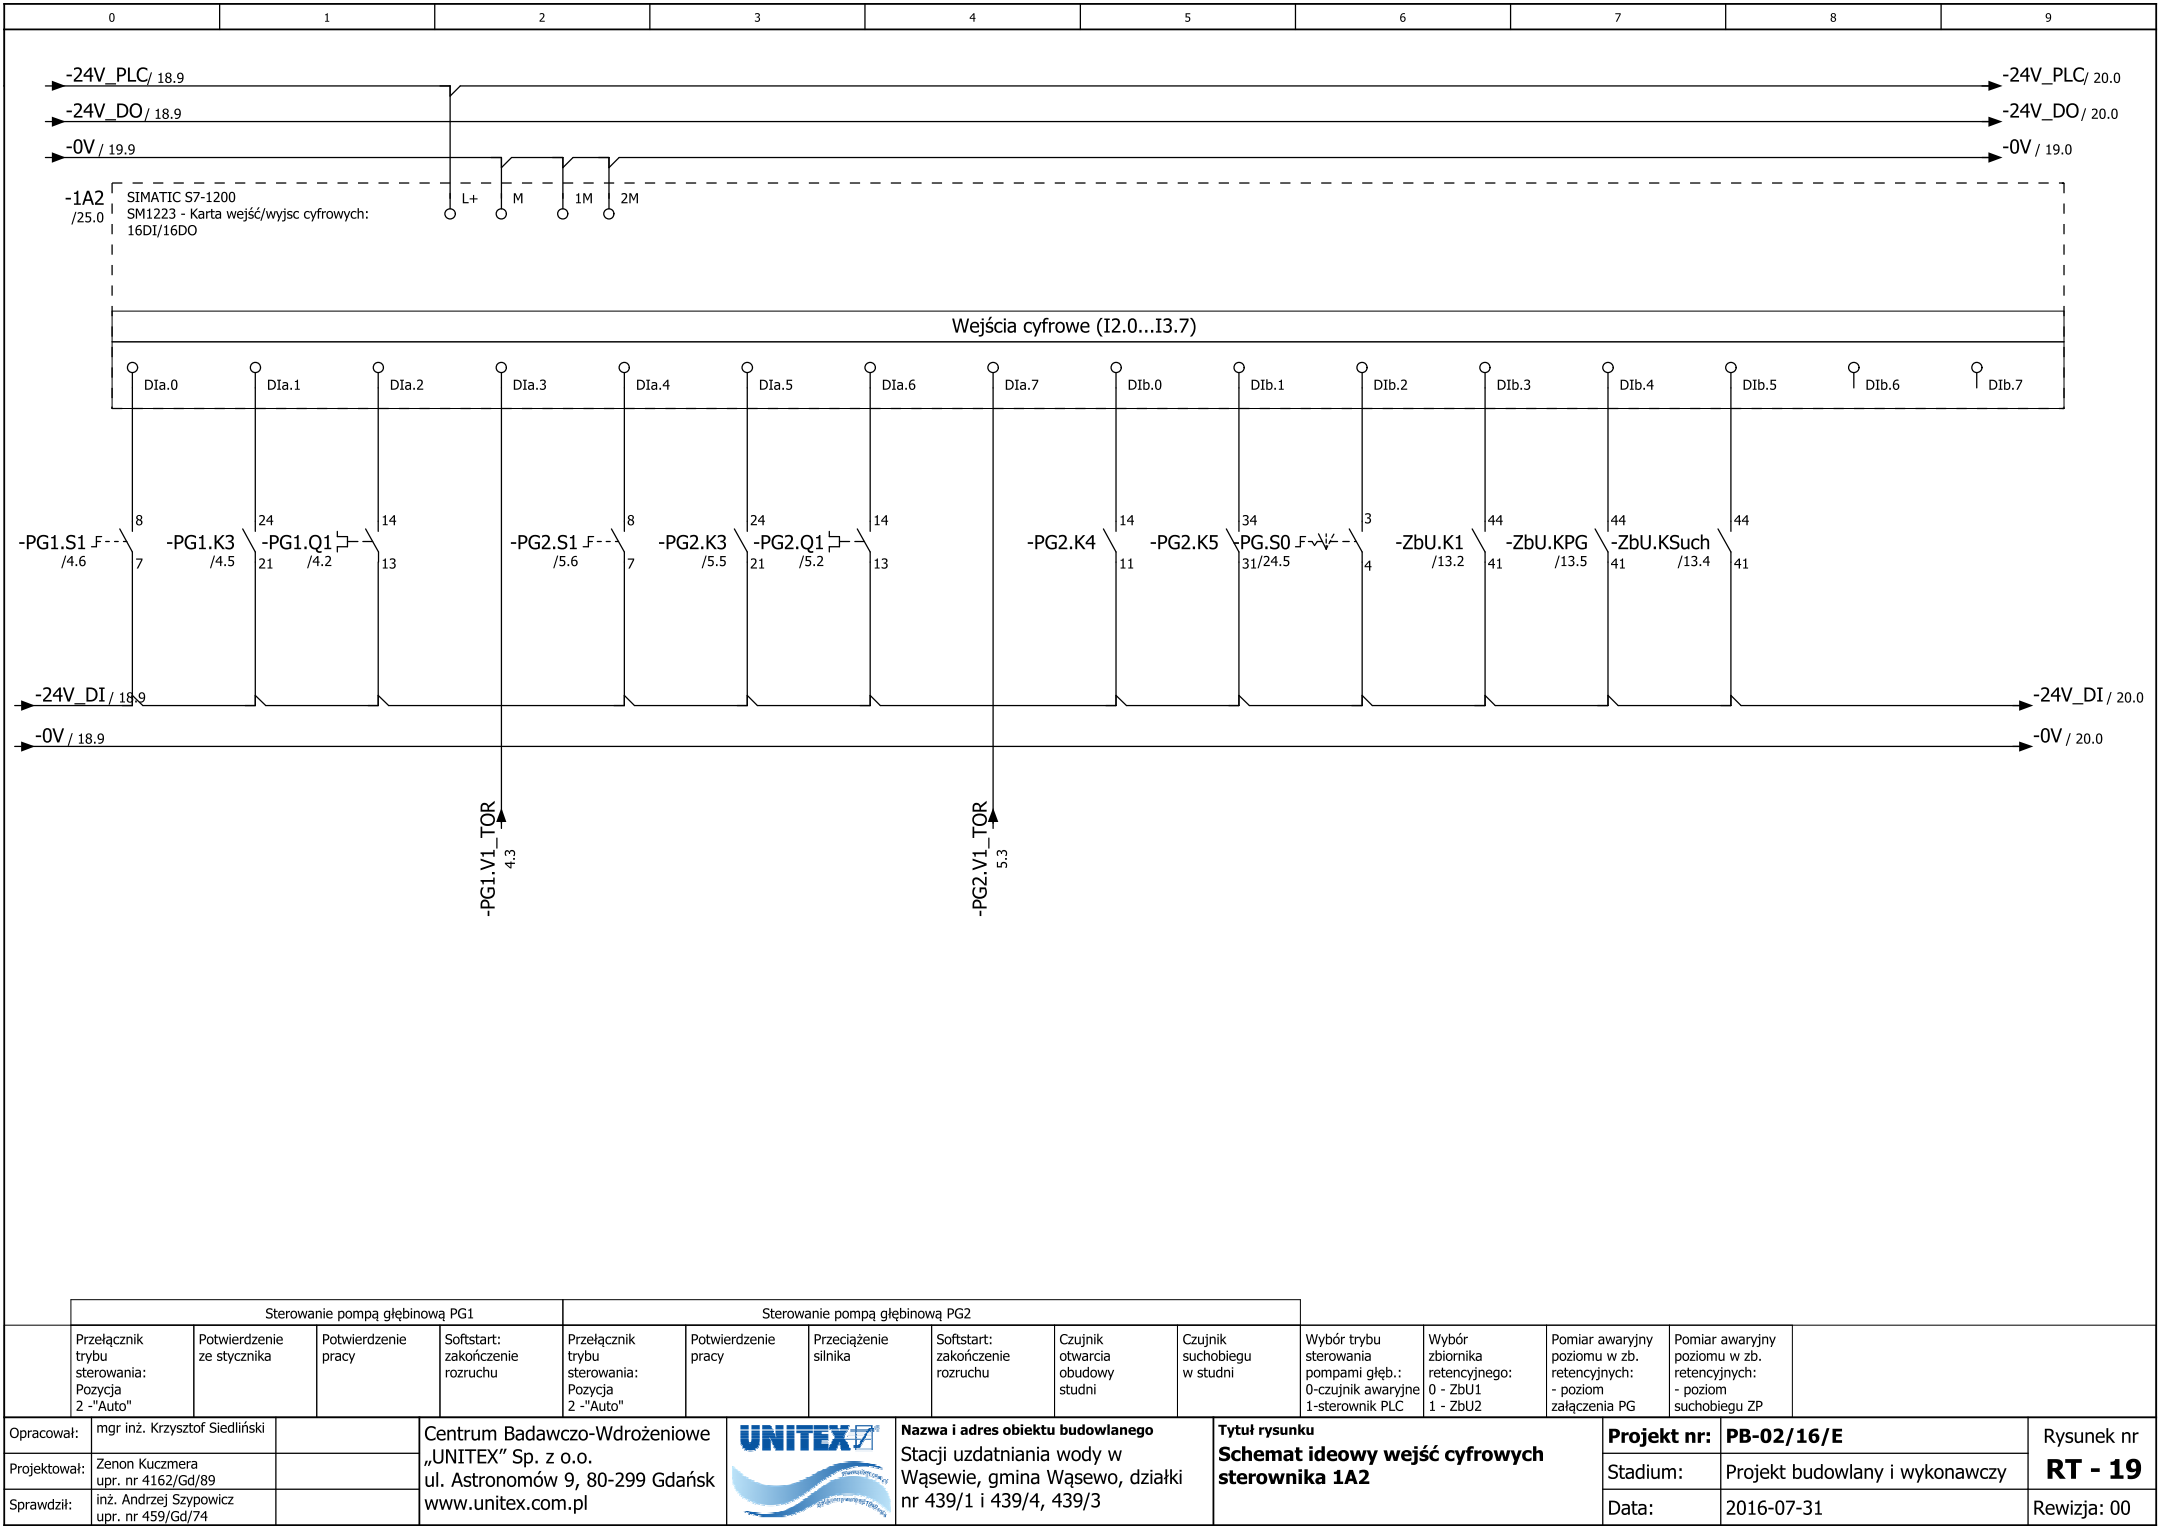 0 1 2 3 4 5 6 7 8 9
-24V_PLC/ 18.9
-24V_PLC/ 20.0
-24V_DO/ 18.9
-24V_DO/ 20.0
-0V / 19.9
-0V / 19.0
-1A2
/25.0
SIMATIC S7-1200
SM1223 - Karta wejść/wyjsc cyfrowych:
16DI/16DO
L+ M 1M 2M
Wejścia cyfrowe (I2.0...I3.7)
DIa.0 DIa.1 DIa.2 DIa.3 DIa.4 DIa.5 DIa.6 DIa.7 DIb.0 DIb.1 DIb.2 DIb.3 DIb.4 DIb.5 DIb.6 DIb.7
8 24 14 8 24 14 14 34 3 44 44 44
-PG1.S1 -PG1.K3 -PG1.Q1 -PG2.S1 -PG2.K3 -PG2.Q1 -PG2.K4 -PG2.K5 -PG.S0 -ZbU.K1 -ZbU.KPG -ZbU.KSuch
/4.6 7 /4.5 21 /4.2 13 /5.6 7 /5.5 21 /5.2 13 11 31 /24.5 4 /13.2 41 /13.5 41 /13.4 41
-24V_DI / 18.9
-24V_DI / 20.0
-0V / 18.9
-0V / 20.0
-PG1.V1_TOR
4.3
-PG2.V1_TOR
5.3
Sterowanie pompą głębinową PG1
Sterowanie pompą głębinową PG2
Przełącznik
trybu
sterowania:
Pozycja
2 -"Auto"
Potwierdzenie
ze stycznika
Potwierdzenie
pracy
Softstart:
zakończenie
rozruchu
Przełącznik
trybu
sterowania:
Pozycja
2 -"Auto"
Potwierdzenie
pracy
Przeciążenie
silnika
Softstart:
zakończenie
rozruchu
Czujnik
otwarcia
obudowy
studni
Czujnik
suchobiegu
w studni
Wybór trybu
sterowania
pompami głęb.:
0-czujnik awaryjne
1-sterownik PLC
Wybór
zbiornika
retencyjnego:
0 - ZbU1
1 - ZbU2
Pomiar awaryjny
poziomu w zb.
retencyjnych:
- poziom
załączenia PG
Pomiar awaryjny
poziomu w zb.
retencyjnych:
- poziom
suchobiegu ZP
Opracował:
mgr inż. Krzysztof Siedliński
Projektował:
Zenon Kuczmera
upr. nr 4162/Gd/89
Sprawdził:
inż. Andrzej Szypowicz
upr. nr 459/Gd/74
Centrum Badawczo-Wdrożeniowe
„UNITEX” Sp. z o.o.
ul. Astronomów 9, 80-299 Gdańsk
www.unitex.com.pl
UNITEX
Nazwa i adres obiektu budowlanego
Stacji uzdatniania wody w
Wąsewie, gmina Wąsewo, działki
nr 439/1 i 439/4, 439/3
Tytuł rysunku
Schemat ideowy wejść cyfrowych
sterownika 1A2
Projekt nr: PB-02/16/E
Stadium: Projekt budowlany i wykonawczy
Data: 2016-07-31
Rysunek nr
RT - 19
Rewizja: 00